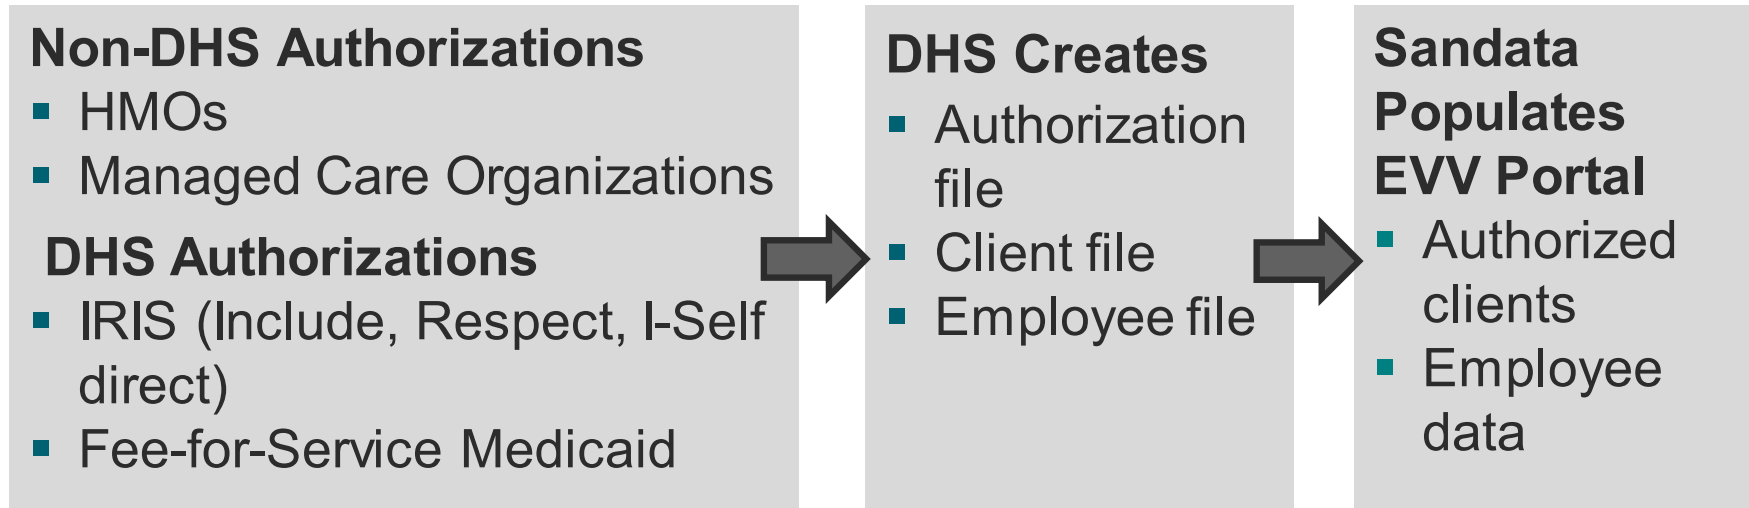 Non-DHS Authorizations
HMOs
Managed Care Organizations
DHS Authorizations
IRIS (Include, Respect, I-Self
direct)
Fee-for-Service Medicaid
DHS Creates
Authorization
file
Client file
Employee file
Sandata
Populates
EVV Portal
Authorized
clients
Employee
data